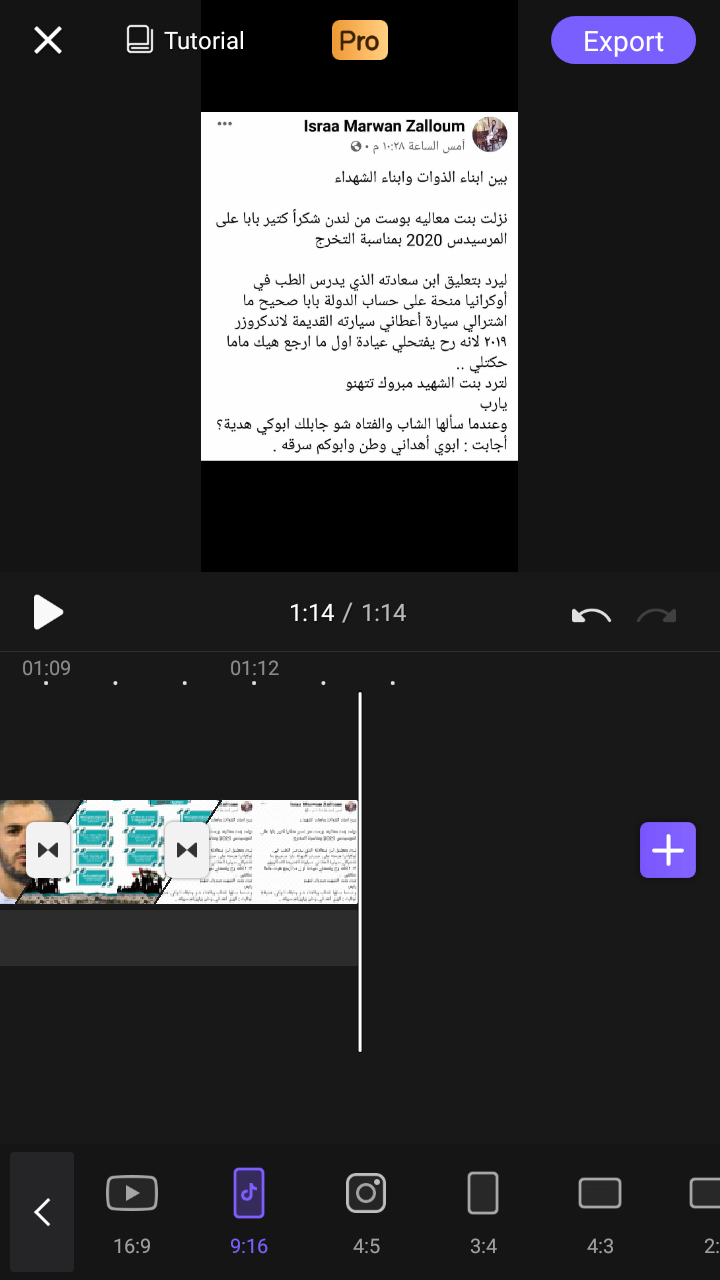 Tutorial
Pro
Export
Israa Marwan Zalloum
أمس الساعة ١٠:٢٨ م
بين ابناء الذوات وابناء الشهداء
نزلت بنت معاليه بوست من لندن شكراً كتير بابا على
المرسيدس 2020 بمناسبة التخرج
ليرد بتعليق ابن سعادته الذي يدرس الطب في
أوكرانيا منحة على حساب الدولة بابا صحيح ما
اشترالي سيارة أعطاني سيارته القديمة لاندكروزر
٢٠١٩ لانه رح يفتحلي عيادة اول ما ارجع هيك ماما
حكتلي ..
لترد بنت الشهيد مبروك تتهنو
يارب
وعندما سألها الشاب والفتاه شو جابلك ابوكي هدية؟
أجابت : ابوي أهداني وطن وابوكم سرقه .
1:14 / 1:14
01:09
01:12
16:9
9:16
4:5
3:4
4:3
2: